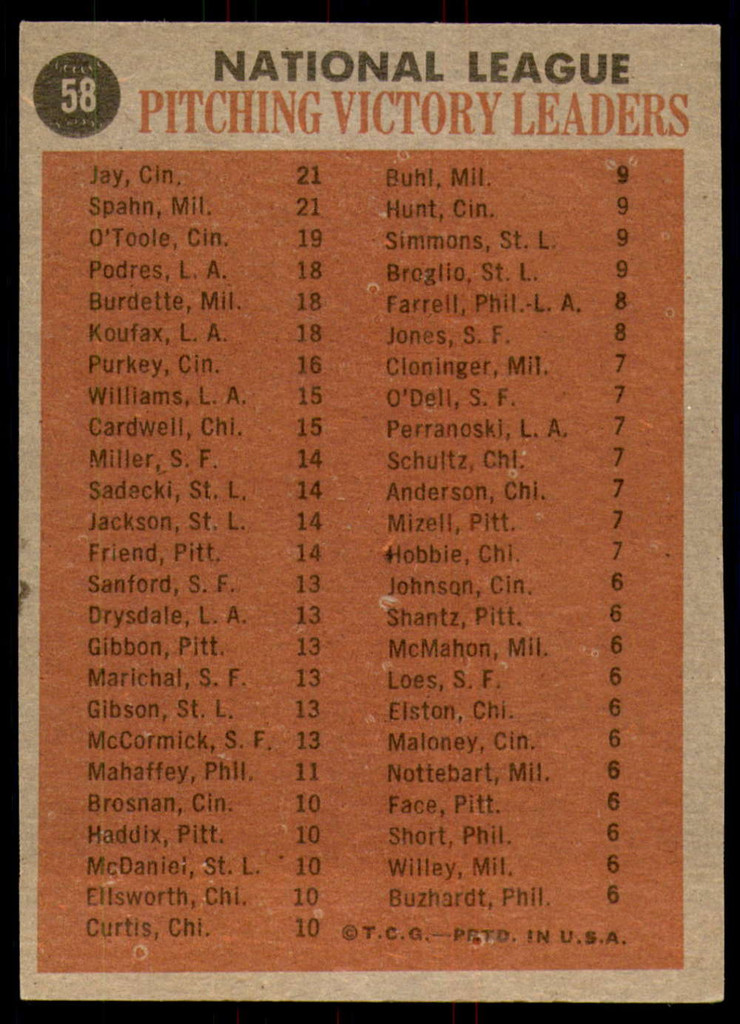 58
NATIONAL LEAGUE
PITCHING VICTORY LEADERS
Jay, Cin. 21
Spahn, Mil. 21
O'Toole, Cin. 19
Podres, L. A. 18
Burdette, Mil. 18
Koufax, L. A. 18
Purkey, Cin. 16
Williams, L. A. 15
Cardwell, Chi. 15
Miller, S. F. 14
Sadecki, St. L. 14
Jackson, St. L. 14
Friend, Pitt. 14
Sanford, S. F. 13
Drysdale, L. A. 13
Gibbon, Pitt. 13
Marichal, S. F. 13
Gibson, St. L. 13
McCormick, S. F. 13
Mahaffey, Phil. 11
Brosnan, Cin. 10
Haddix, Pitt. 10
McDaniel, St. L. 10
Ellsworth, Chi. 10
Curtis, Chi. 10
Buhl, Mil. 9
Hunt, Cin. 9
Simmons, St. L. 9
Broglio, St. L. 9
Farrell, Phil.-L. A. 8
Jones, S. F. 8
Cloninger, Mil. 7
O'Dell, S. F. 7
Perranoski, L. A. 7
Schultz, Chi. 7
Anderson, Chi. 7
Mizell, Pitt. 7
Hobbie, Chi. 7
Johnson, Cin. 6
Shantz, Pitt. 6
McMahon, Mil. 6
Loes, S. F. 6
Elston, Chi. 6
Maloney, Cin. 6
Nottebart, Mil. 6
Face, Pitt. 6
Short, Phil. 6
Willey, Mil. 6
Buzhardt, Phil. 6
©T.C.G.—PRTD. IN U.S.A.